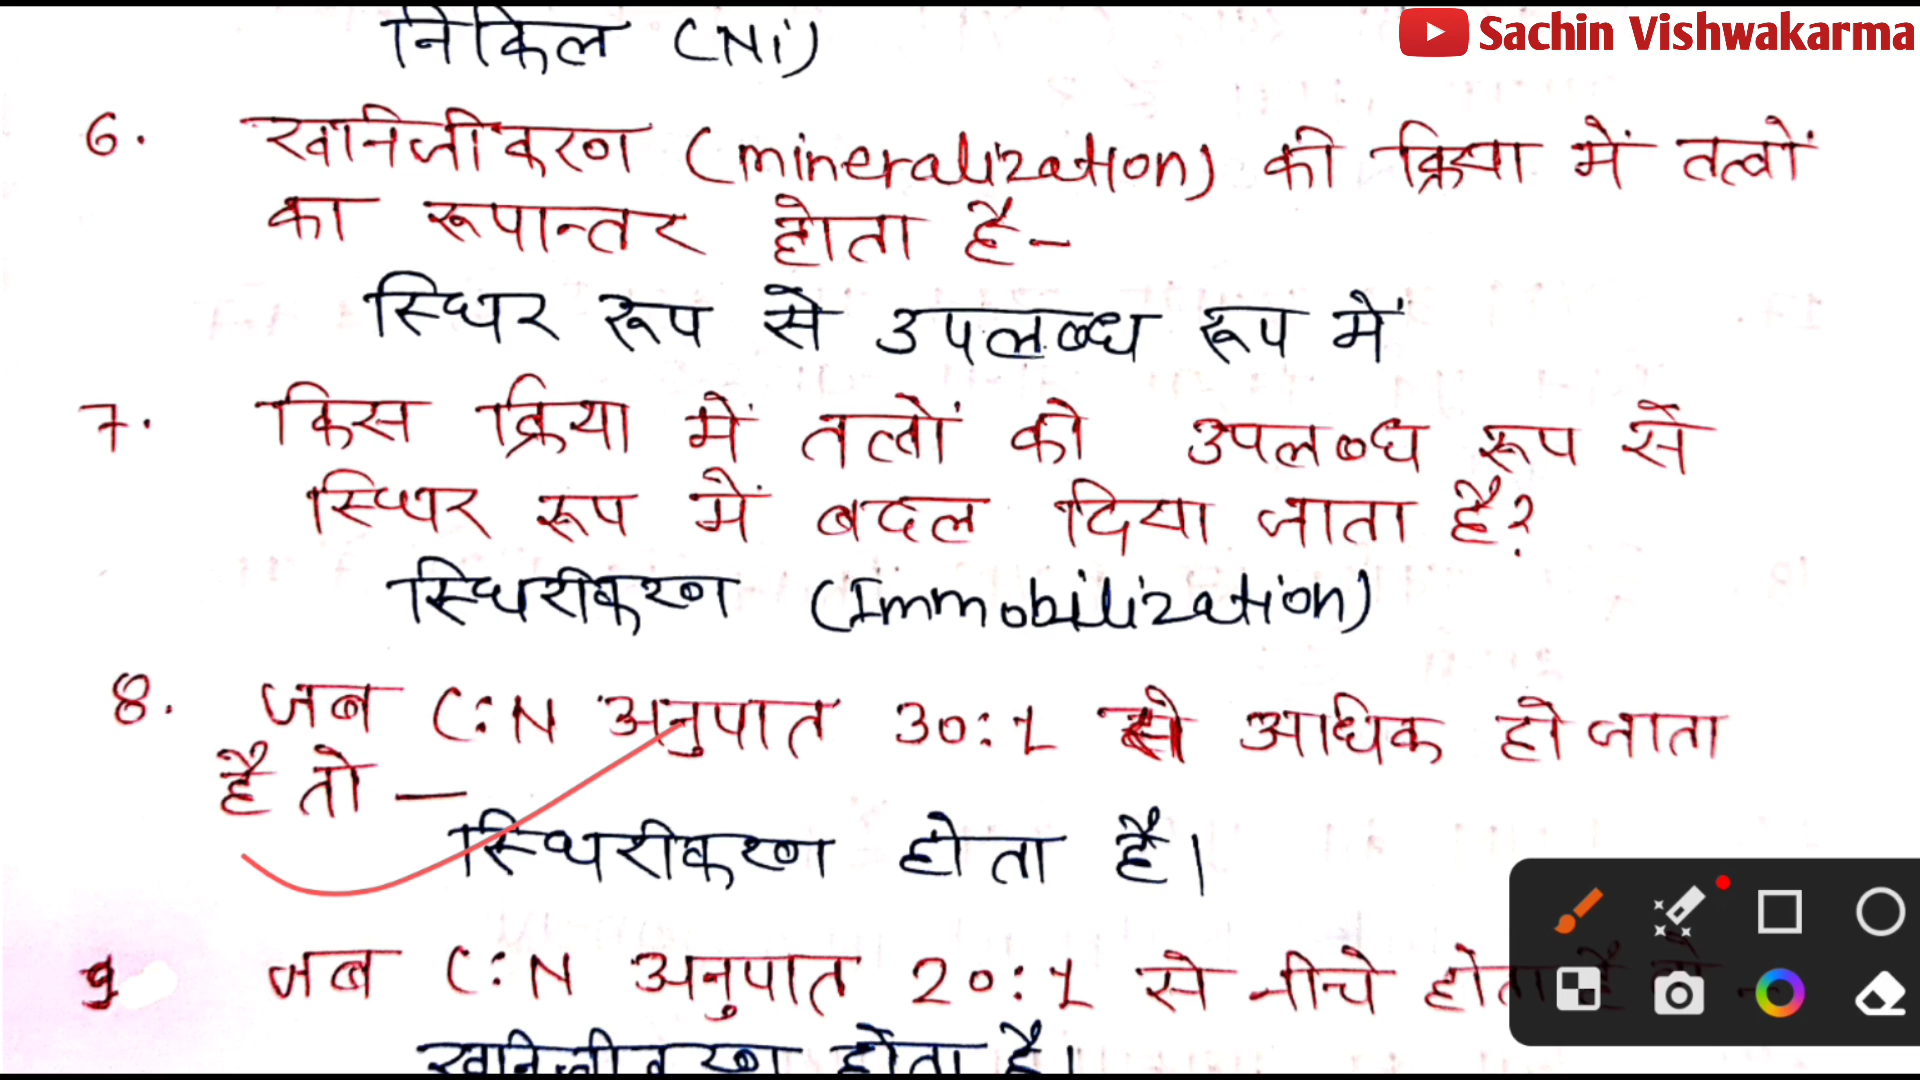 Sachin Vishwakarma
निकिल (Ni)
6. खनिजीकरण (mineralization) की क्रिया में तत्वों
का रूपान्तर होता है-
स्थिर रूप से उपलब्ध रूप में
7. किस क्रिया में तत्वों को उपलब्ध रूप से
स्थिर रूप में बदल दिया जाता है?
स्थिरीकरण (Immobilization)
8. जब C:N अनुपात 30:1 से अधिक हो जाता
है तो —
स्थिरीकरण होता है।
9 जब C:N अनुपात 20:1 से नीचे होता है तो -
खनिजीकरण होता है।